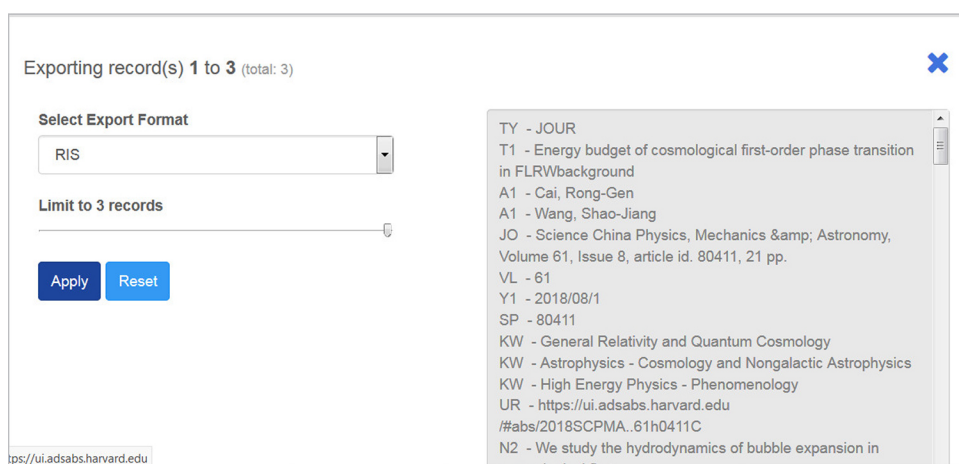 Exporting record(s) 1 to 3 (total: 3)
Select Export Format
RIS
Limit to 3 records
Apply Reset
TY - JOUR
T1 - Energy budget of cosmological first-order phase transition
in FLRWbackground
A1 - Cai, Rong-Gen
A1 - Wang, Shao-Jiang
JO - Science China Physics, Mechanics &amp; Astronomy,
Volume 61, Issue 8, article id. 80411, 21 pp.
VL - 61
Y1 - 2018/08/1
SP - 80411
KW - General Relativity and Quantum Cosmology
KW - Astrophysics - Cosmology and Nongalactic Astrophysics
KW - High Energy Physics - Phenomenology
UR - https://ui.adsabs.harvard.edu
/#abs/2018SCPMA..61h0411C
N2 - We study the hydrodynamics of bubble expansion in
tps://ui.adsabs.harvard.edu